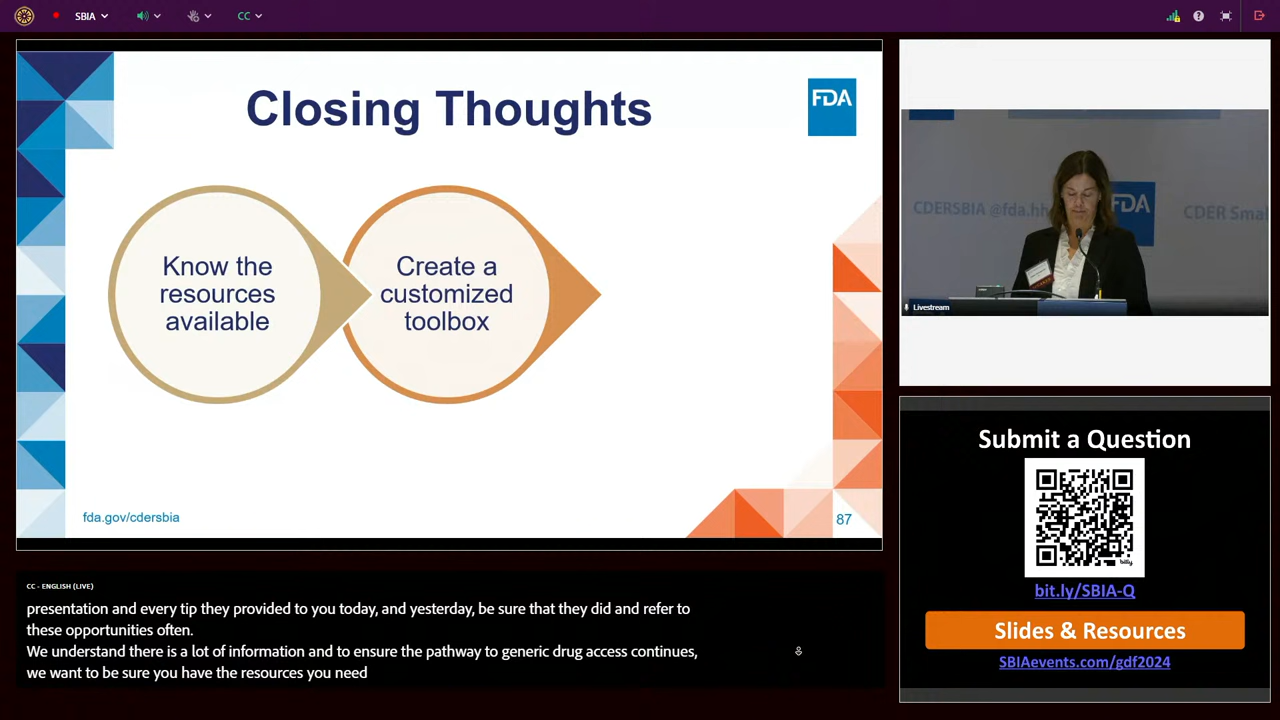 SBIA
CC
Closing Thoughts
FDA
Know the
resources
available
Create a
customized
toolbox
fda.gov/cdersbia
87
CDERSBIA @fda.hh
FDA
CDER Smal
Livestream
Submit a Question
bitly
bit.ly/SBIA-Q
Slides & Resources
SBIAevents.com/gdf2024
CC - ENGLISH (LIVE)
presentation and every tip they provided to you today, and yesterday, be sure that they did and refer to
these opportunities often.
We understand there is a lot of information and to ensure the pathway to generic drug access continues,
we want to be sure you have the resources you need